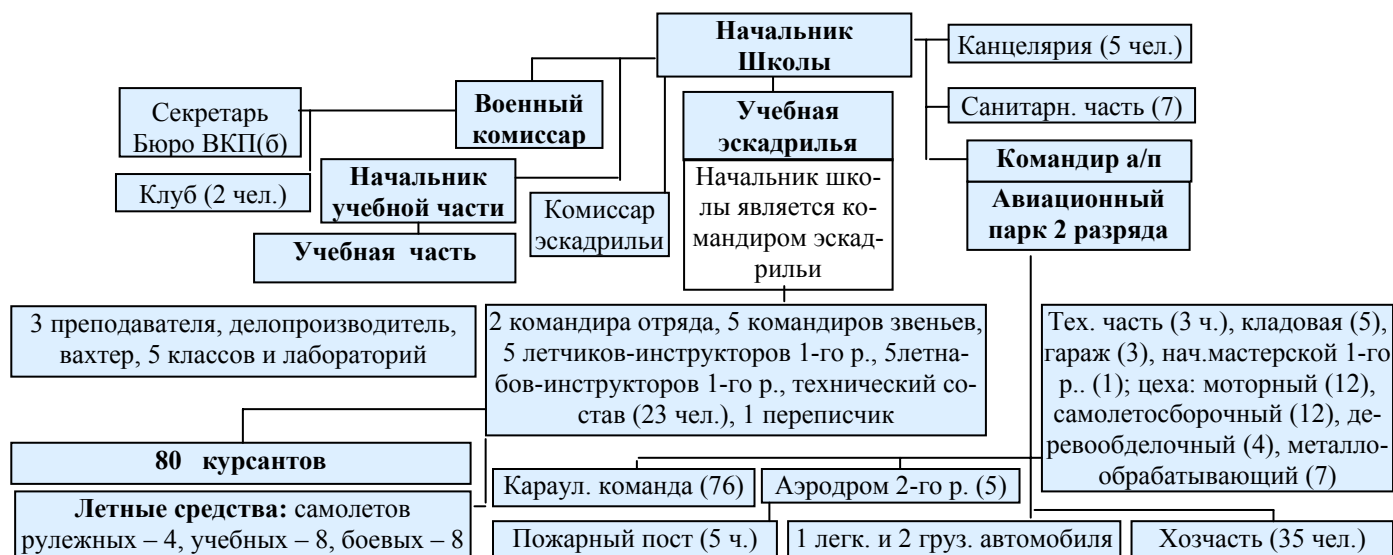 Начальник
Школы
Канцелярия (5 чел.)
Секретарь
Бюро ВКП(б)
Военный
комиссар
Учебная
эскадрилья
Санитарн. часть (7)
Клуб (2 чел.)
Начальник
учебной части
Комиссар
эскадрильи
Начальник шко-
лы является ко-
мандиром эскад-
рильи
Командир а/п
Авиационный
парк 2 разряда
Учебная часть
3 преподавателя, делопроизводитель,
вахтер, 5 классов и лабораторий
2 командира отряда, 5 командиров звеньев,
5 летчиков-инструкторов 1-го р., 5летна-
бов-инструкторов 1-го р., технический со-
став (23 чел.), 1 переписчик
Тех. часть (3 ч.), кладовая (5),
гараж (3), нач.мастерской 1-го
р.. (1); цеха: моторный (12),
самолетосборочный (12), де-
ревообделочный (4), металло-
обрабатывающий (7)
80 курсантов
Караул. команда (76)
Аэродром 2-го р. (5)
Летные средства: самолетов
рулежных – 4, учебных – 8, боевых – 8
Пожарный пост (5 ч.)
1 легк. и 2 груз. автомобиля
Хозчасть (35 чел.)